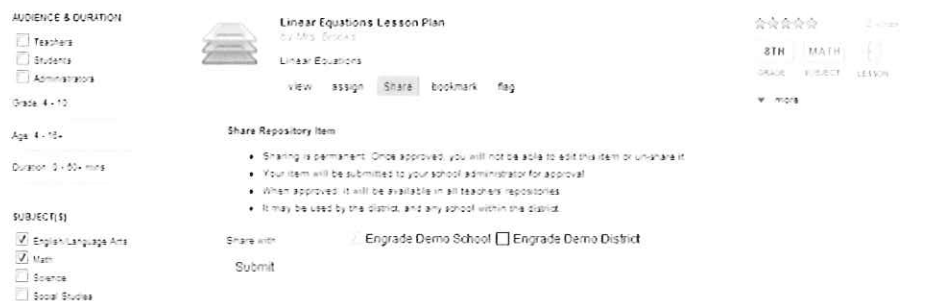 AUDIENCE & DURATION
Teachers
Students
Administrators
Grade: 4 - 10
Age: 4 - 16+
Duration: 0 - 60+ mins
SUBJECT(S)
English/Language Arts
Math
Science
Social Studies
Linear Equations Lesson Plan
by Mrs. Brooks
Linear Equations
view assign Share bookmark flag
8TH MATH
GRADE SUBJECT LESSON
more
Share Repository Item
Sharing is permanent. Once approved, you will not be able to edit this item or un-share it
Your item will be submitted to your school administrator for approval
When approved, it will be available in all teachers repositories
It may be used by the district, and any school within the district
Share with Engrade Demo School Engrade Demo District
Submit